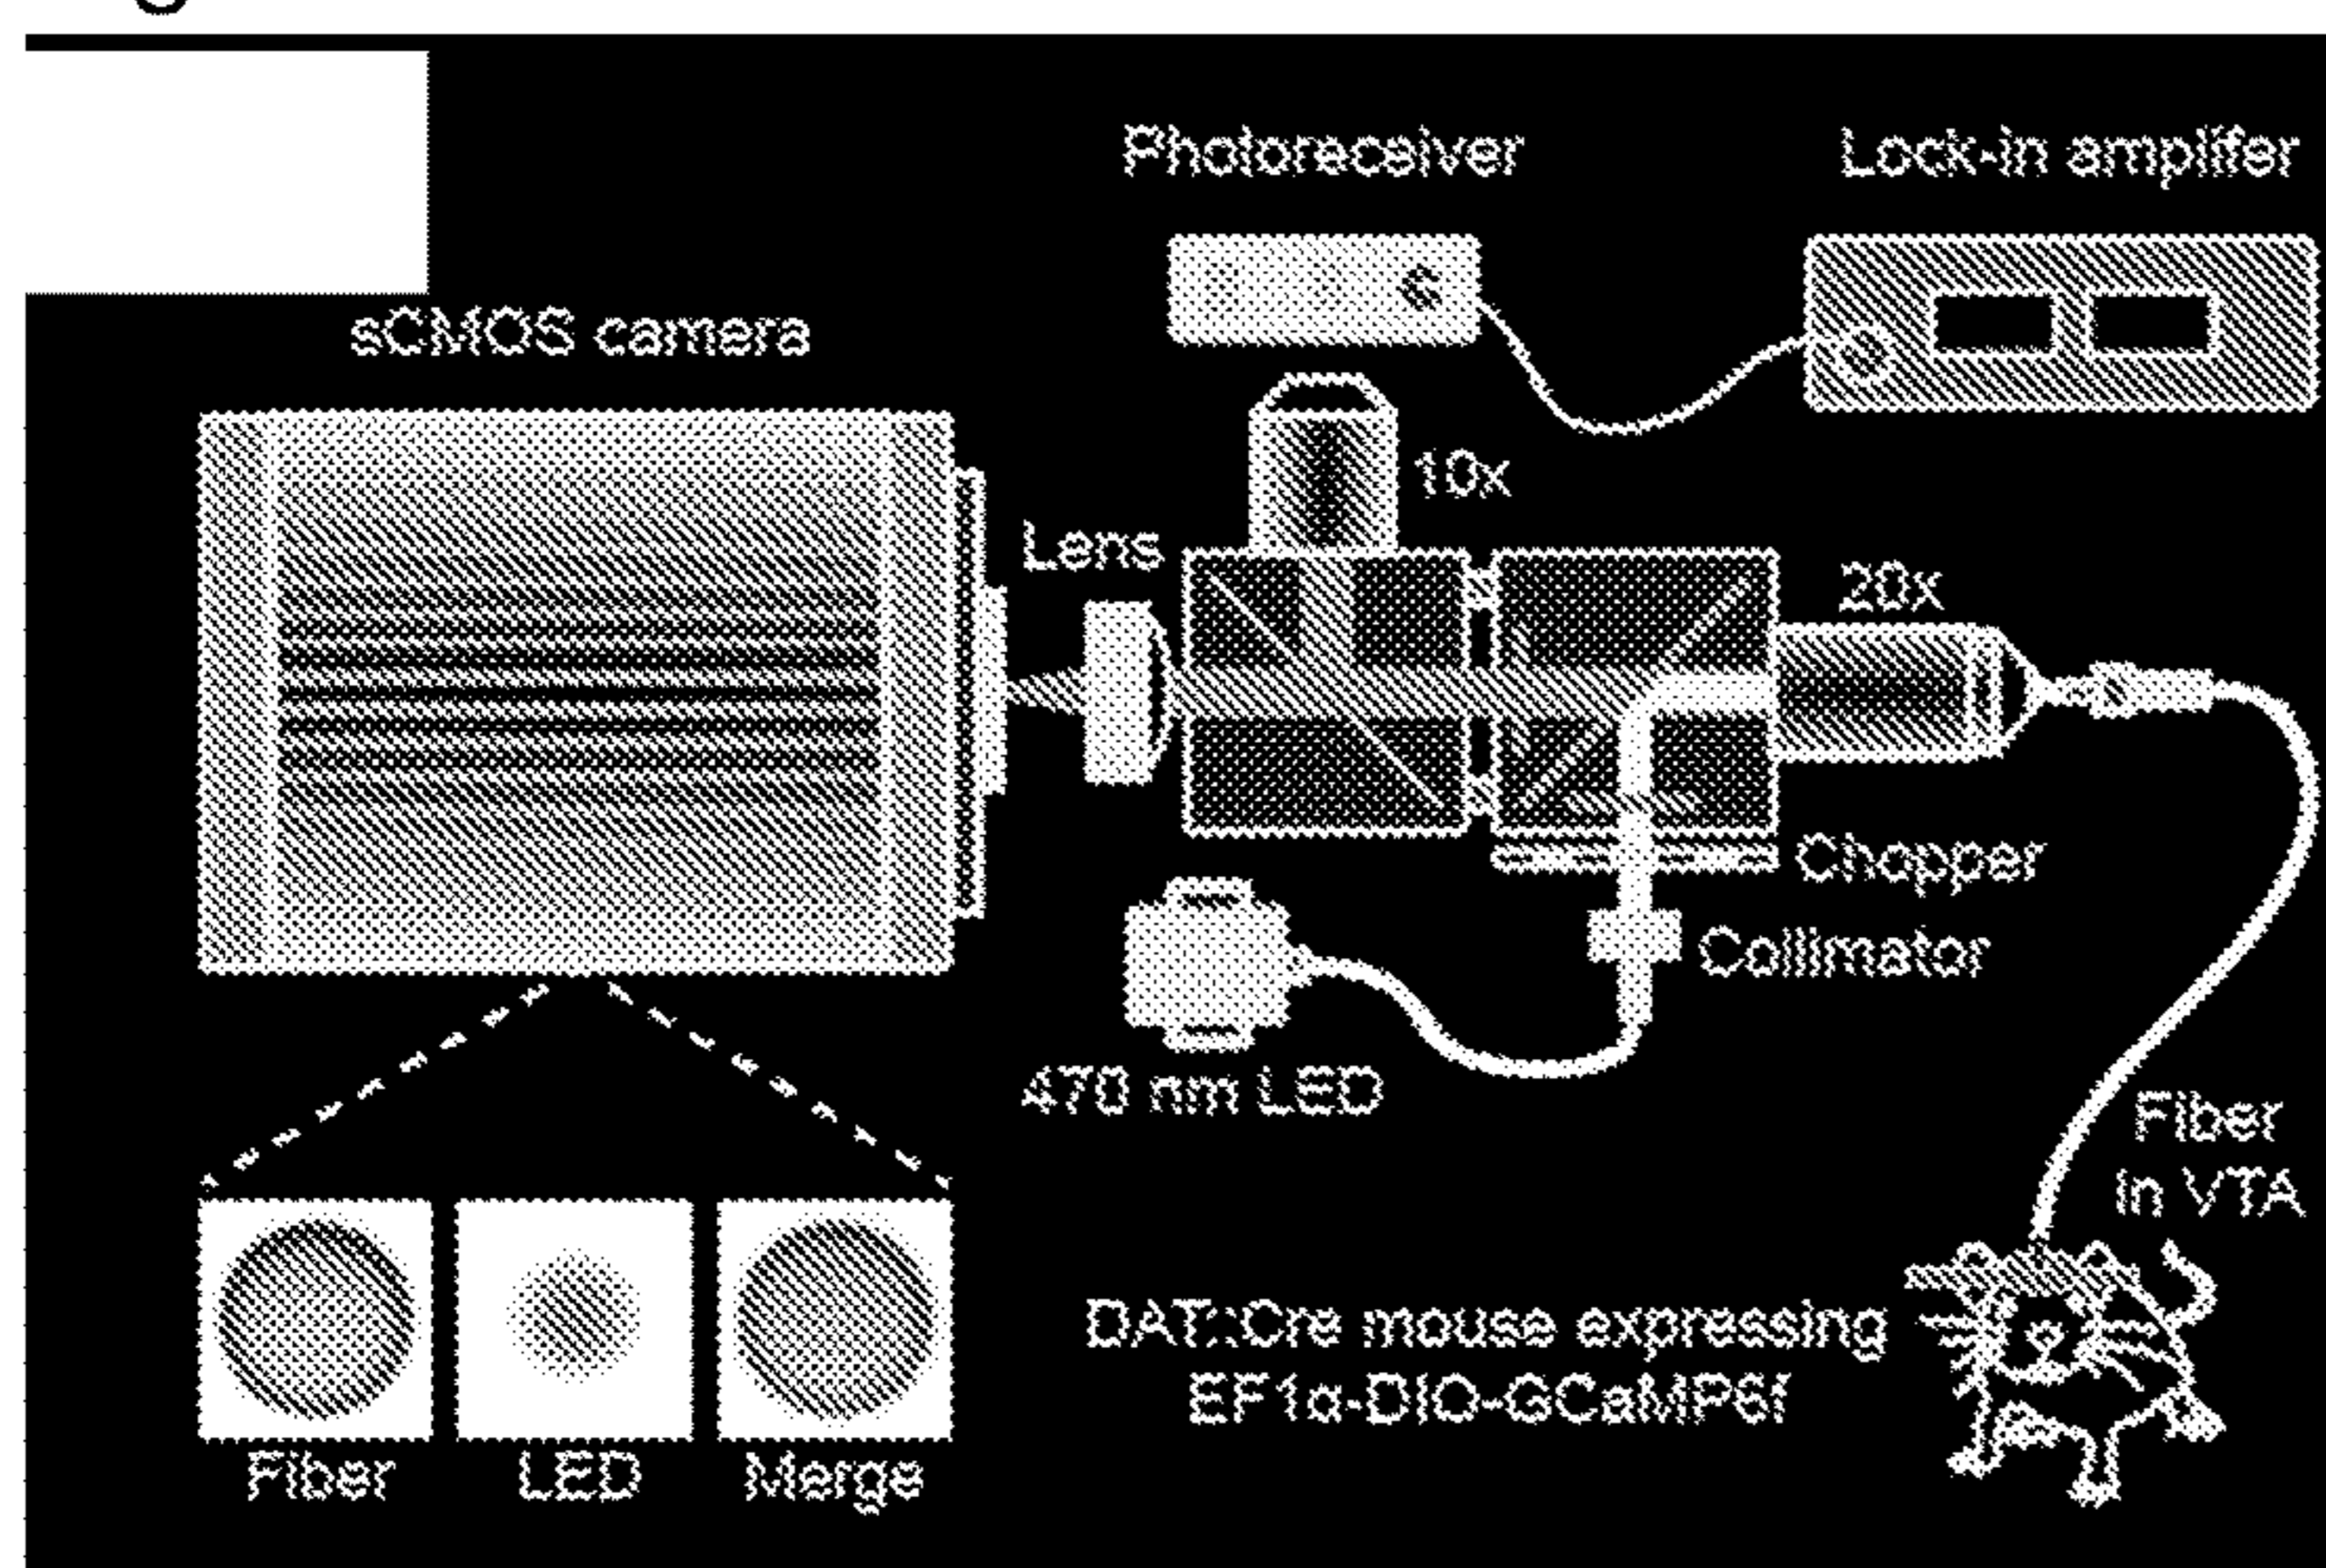 Photoreceiver
Lock-in amplifer
sCMOS camera
10x
Lens
20x
Chopper
Collimator
470 nm LED
Fiber
in VTA
DAT::Cre mouse expressing
EF1α-DIO-GCaMP6f
Fiber
LED
Merge